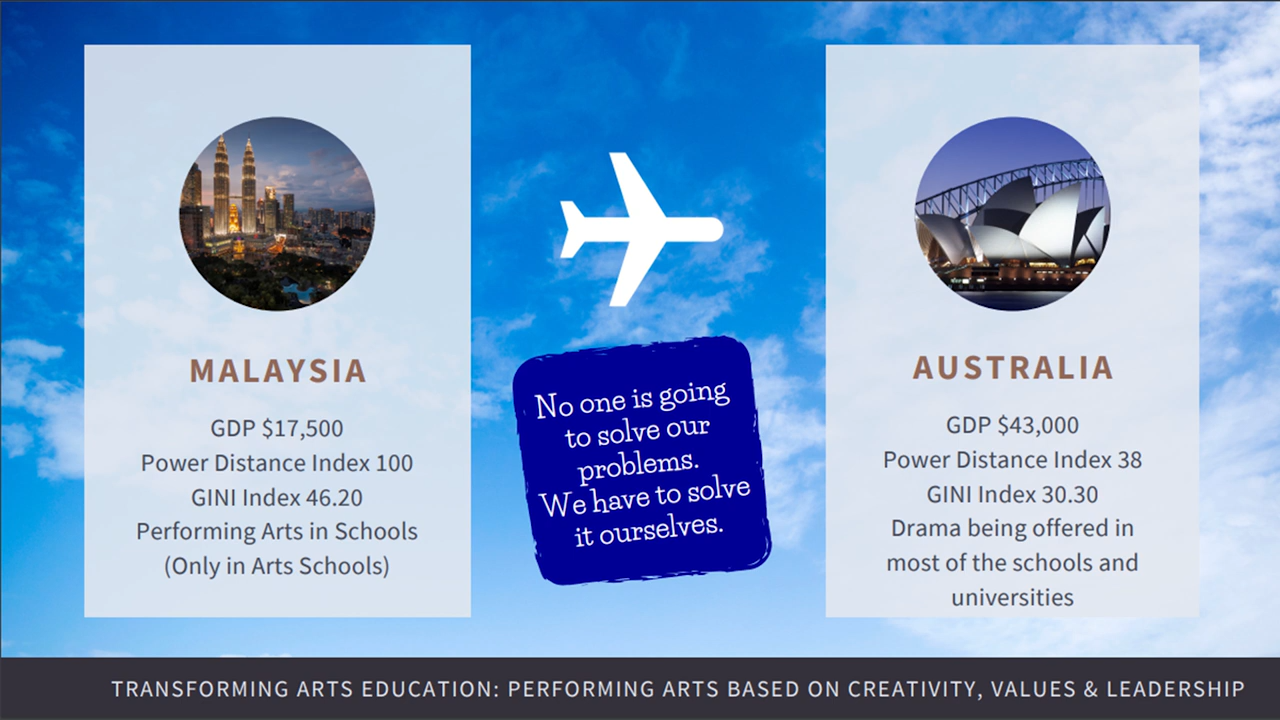 MALAYSIA
GDP $17,500
Power Distance Index 100
GINI Index 46.20
Performing Arts in Schools
(Only in Arts Schools)
No one is going
to solve our
problems.
We have to solve
it ourselves.
AUSTRALIA
GDP $43,000
Power Distance Index 38
GINI Index 30.30
Drama being offered in
most of the schools and
universities
TRANSFORMING ARTS EDUCATION: PERFORMING ARTS BASED ON CREATIVITY, VALUES & LEADERSHIP